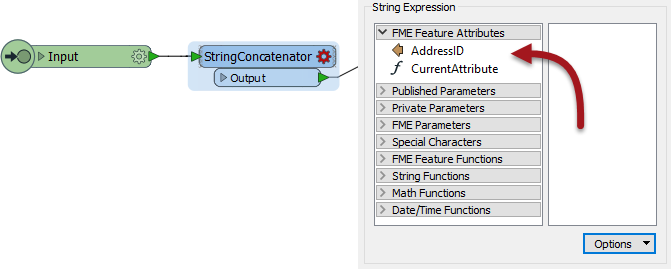 Input
StringConcatenator
Output
String Expression
FME Feature Attributes
AddressID
CurrentAttribute
Published Parameters
Private Parameters
FME Parameters
Special Characters
FME Feature Functions
String Functions
Math Functions
Date/Time Functions
Options